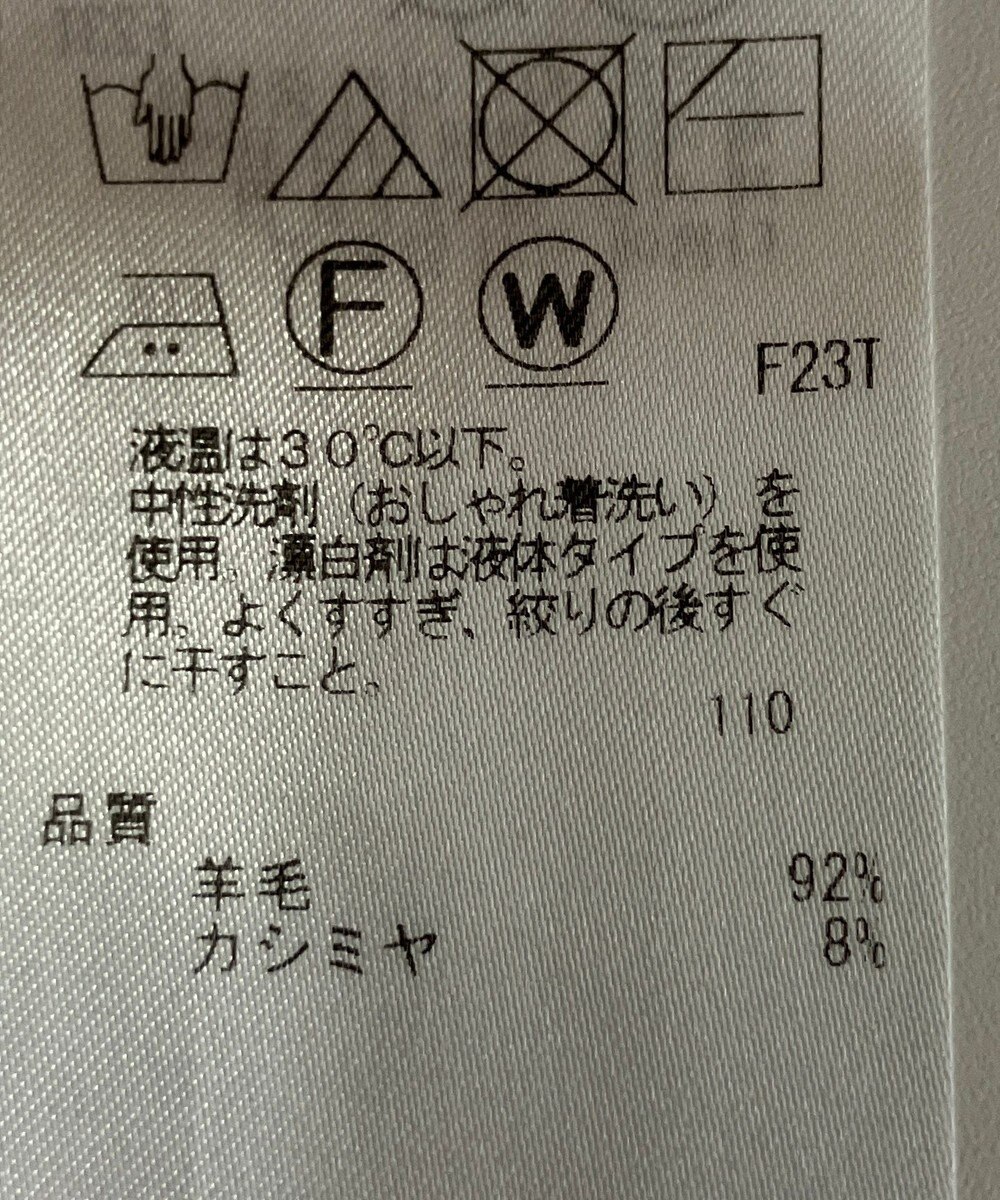 F W
F23T
液温は30℃以下。
中性洗剤(おしゃれ着洗い)を
使用。漂白剤は液体タイプを使
用。よくすすぎ、絞りの後すぐ
に干すこと。
110
品質
羊毛 92%
カシミヤ 8%